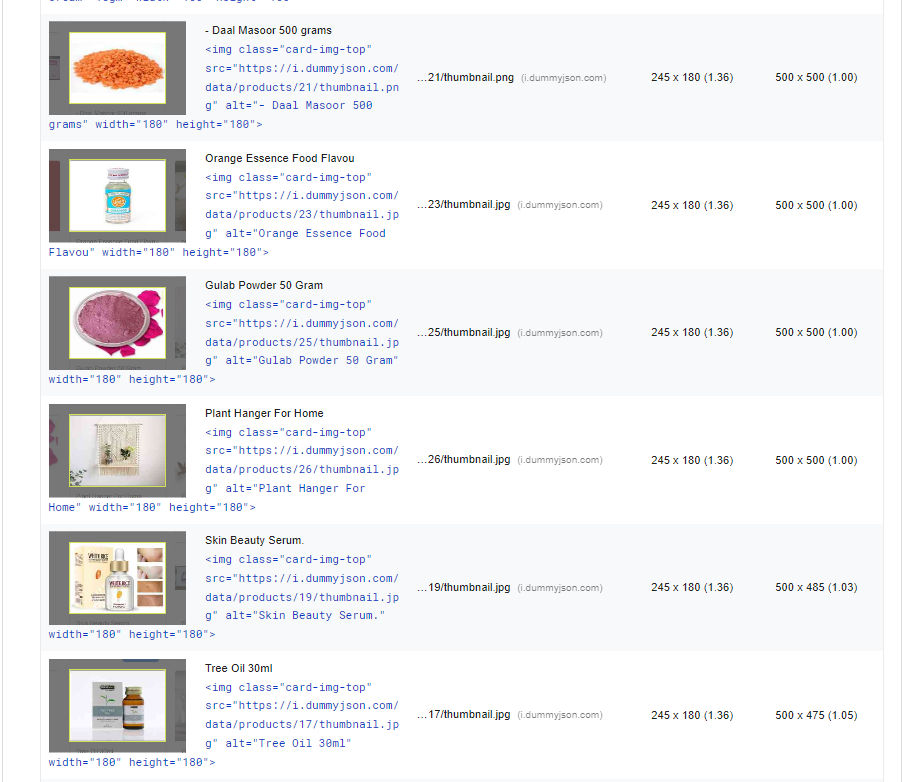 - Daal Masoor 500 grams
<img class="card-img-top"
src="https://i.dummyjson.com/
data/products/21/thumbnail.pn
g" alt="- Daal Masoor 500
grams" width="180" height="180">
...21/thumbnail.png (i.dummyjson.com)
245 x 180 (1.36)
500 x 500 (1.00)
Orange Essence Food Flavou
<img class="card-img-top"
src="https://i.dummyjson.com/
data/products/23/thumbnail.jp
g" alt="Orange Essence Food
Flavou" width="180" height="180">
...23/thumbnail.jpg (i.dummyjson.com)
245 x 180 (1.36)
500 x 500 (1.00)
Gulab Powder 50 Gram
<img class="card-img-top"
src="https://i.dummyjson.com/
data/products/25/thumbnail.jp
g" alt="Gulab Powder 50 Gram"
width="180" height="180">
...25/thumbnail.jpg (i.dummyjson.com)
245 x 180 (1.36)
500 x 500 (1.00)
Plant Hanger For Home
<img class="card-img-top"
src="https://i.dummyjson.com/
data/products/26/thumbnail.jp
g" alt="Plant Hanger For
Home" width="180" height="180">
...26/thumbnail.jpg (i.dummyjson.com)
245 x 180 (1.36)
500 x 500 (1.00)
Skin Beauty Serum.
<img class="card-img-top"
src="https://i.dummyjson.com/
data/products/19/thumbnail.jp
g" alt="Skin Beauty Serum."
width="180" height="180">
...19/thumbnail.jpg (i.dummyjson.com)
245 x 180 (1.36)
500 x 485 (1.03)
Tree Oil 30ml
<img class="card-img-top"
src="https://i.dummyjson.com/
data/products/17/thumbnail.jp
g" alt="Tree Oil 30ml"
width="180" height="180">
...17/thumbnail.jpg (i.dummyjson.com)
245 x 180 (1.36)
500 x 475 (1.05)